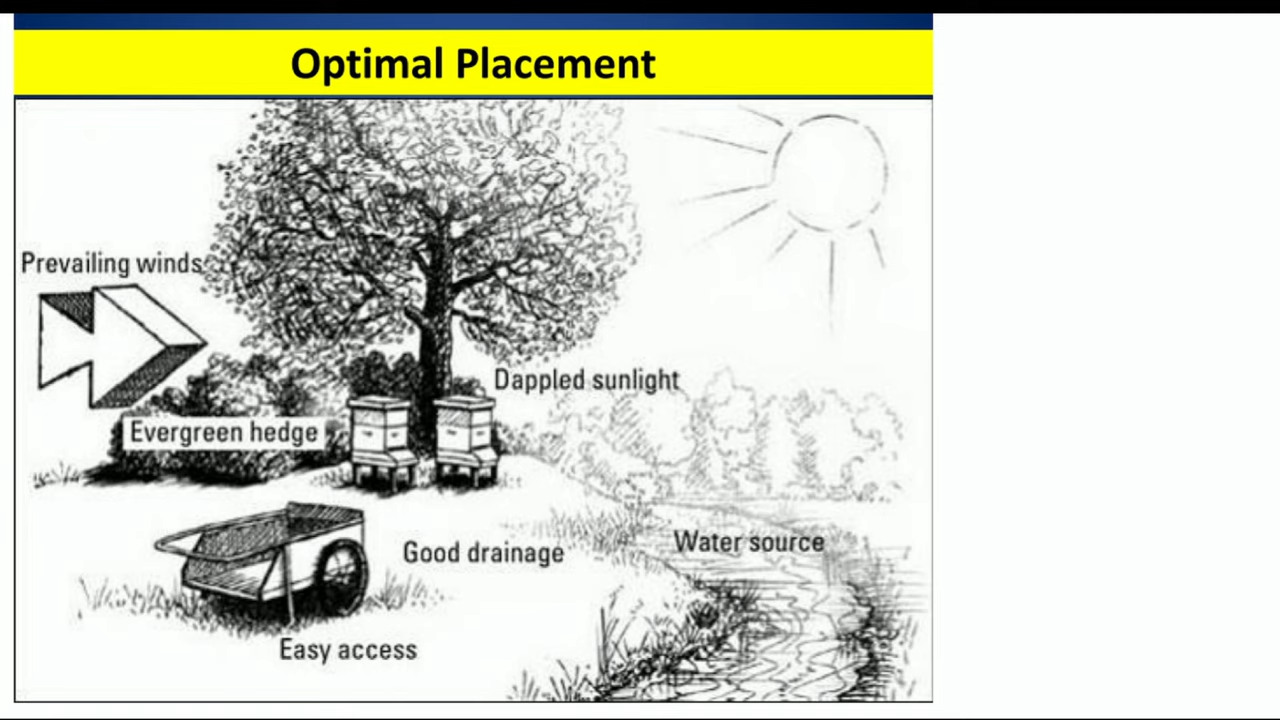 Optimal Placement
Prevailing winds
Dappled sunlight
Evergreen hedge
Good drainage
Water source
Easy access